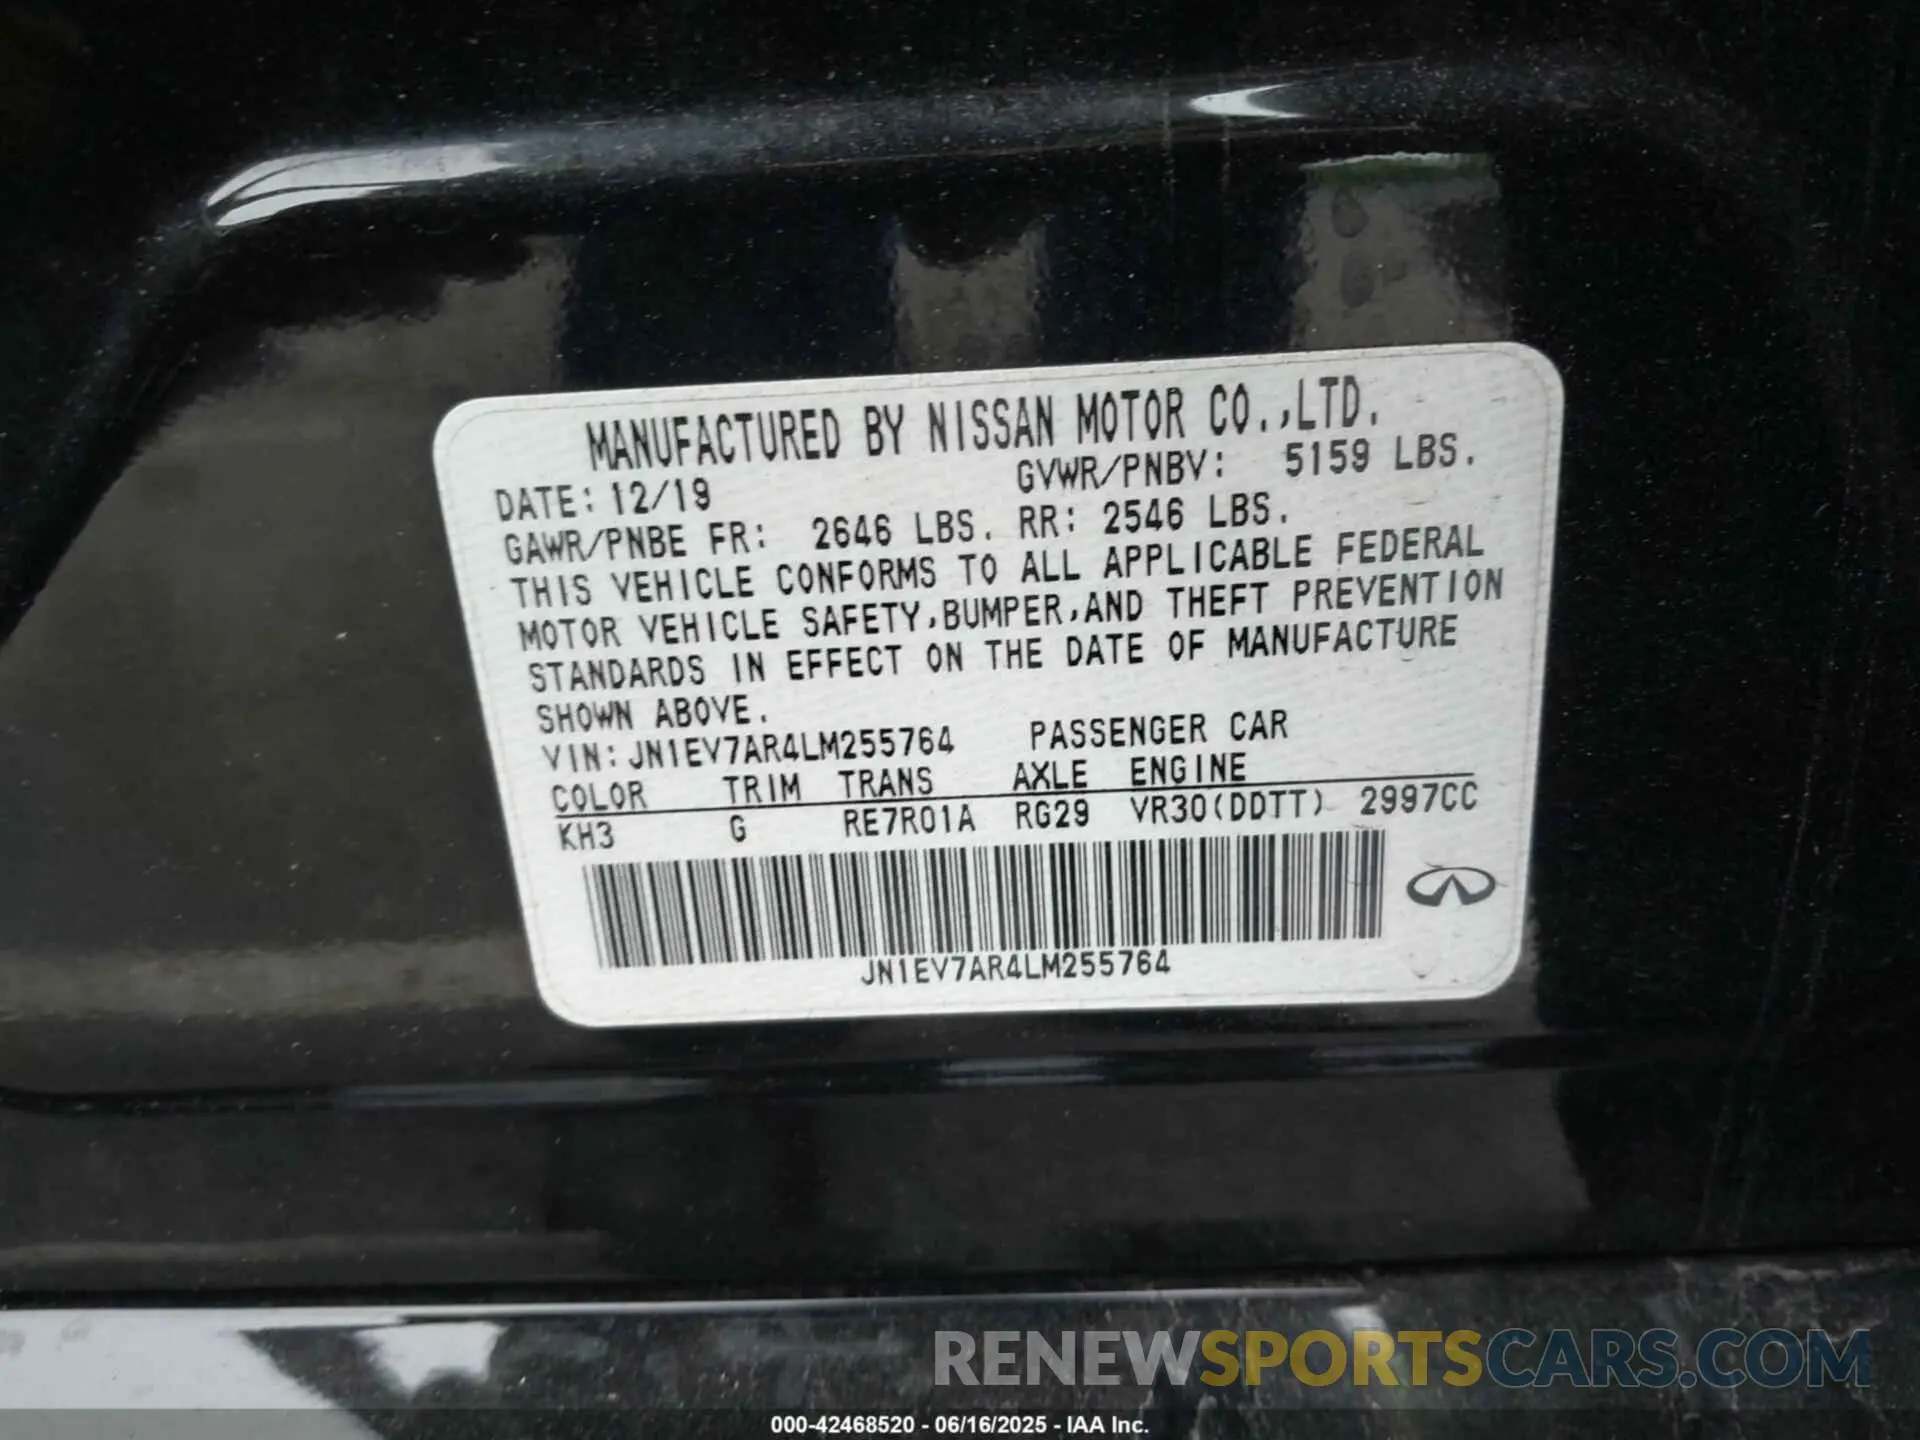 MANUFACTURED BY NISSAN MOTOR CO.,LTD.
DATE: 12/19 GVWR/PNBV: 5159 LBS.
GAWR/PNBE FR: 2646 LBS. RR: 2546 LBS.
THIS VEHICLE CONFORMS TO ALL APPLICABLE FEDERAL
MOTOR VEHICLE SAFETY,BUMPER,AND THEFT PREVENTION
STANDARDS IN EFFECT ON THE DATE OF MANUFACTURE
SHOWN ABOVE.
VIN:JN1EV7AR4LM255764 PASSENGER CAR
COLOR TRIM TRANS AXLE ENGINE
KH3 G RE7R01A RG29 VR30(DDTT) 2997CC
JN1EV7AR4LM255764
RENEWSPORTSCARS.COM
000-42468520 - 06/16/2025 - IAA Inc.